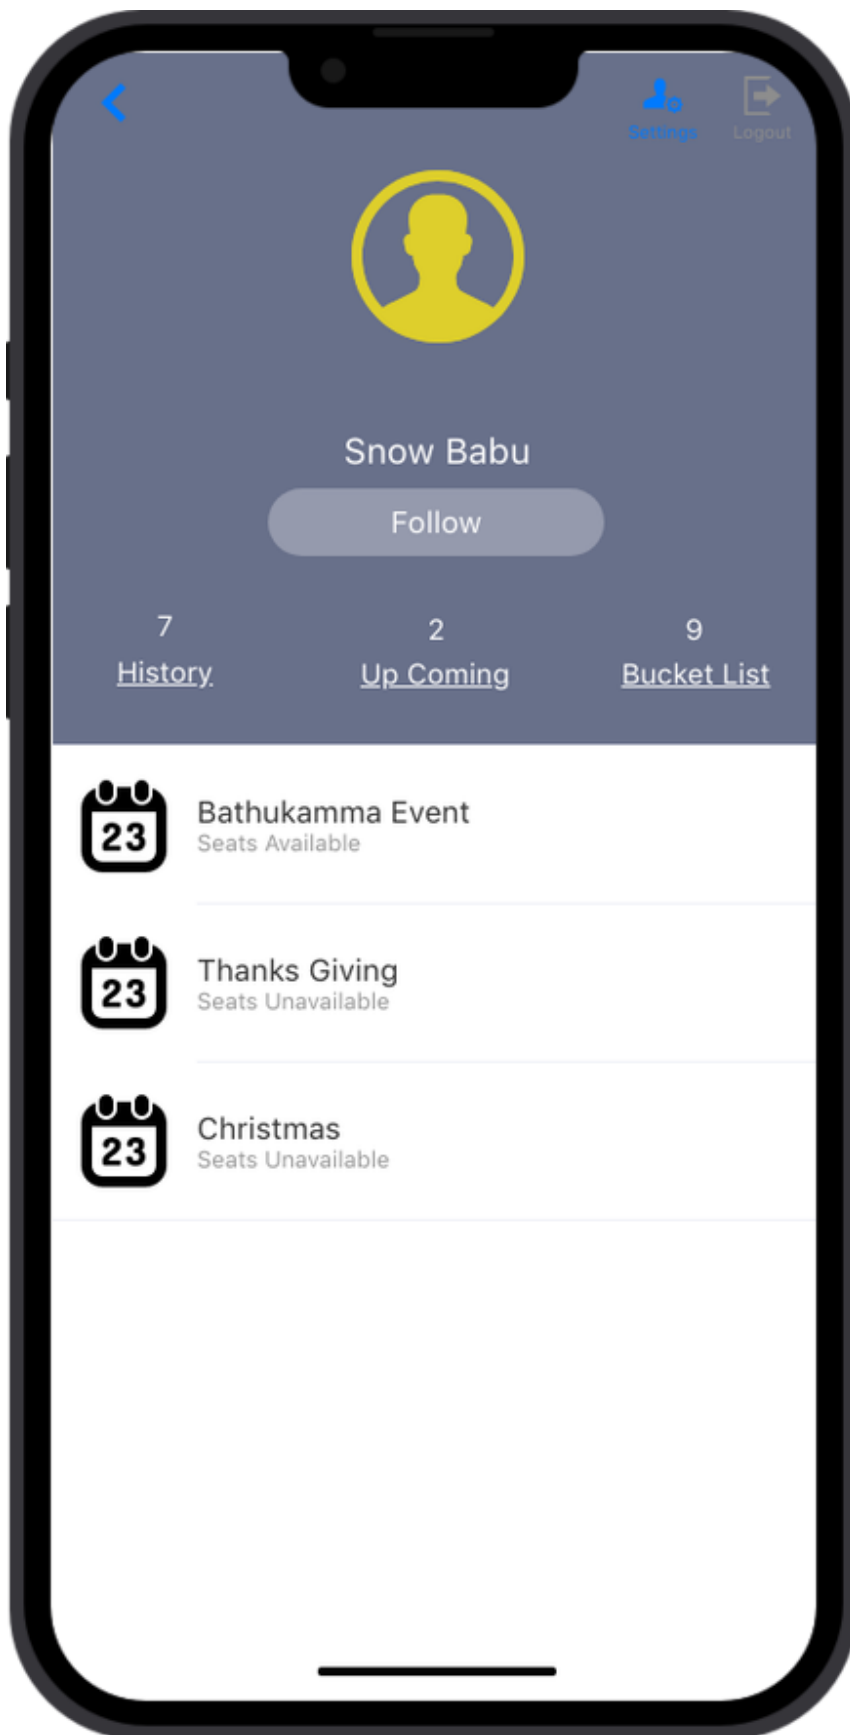 Settings Logout
Snow Babu
Follow
7 2 9
History Up Coming Bucket List
23
Bathukamma Event
Seats Available
23
Thanks Giving
Seats Unavailable
23
Christmas
Seats Unavailable